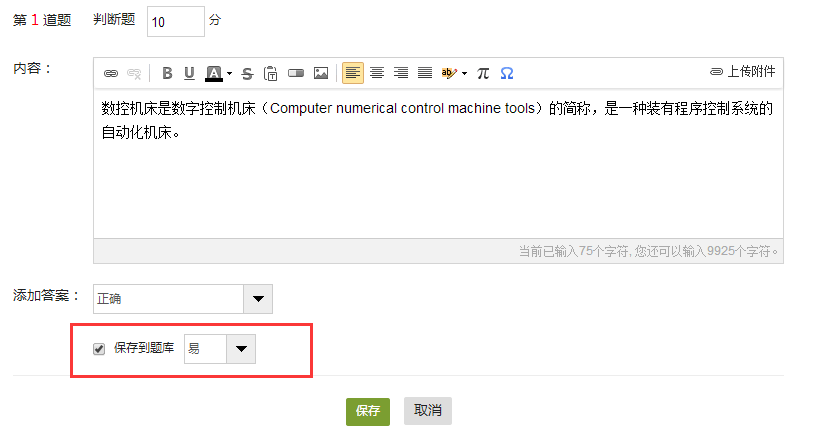 第 1 道题 判断题 10 分
内容：
B U A S abc π Ω 上传附件
数控机床是数字控制机床（Computer numerical control machine tools）的简称，是一种装有程序控制系统的
自动化机床。
当前已输入75个字符, 您还可以输入9925个字符。
添加答案： 正确
保存到题库 易
保存 取消